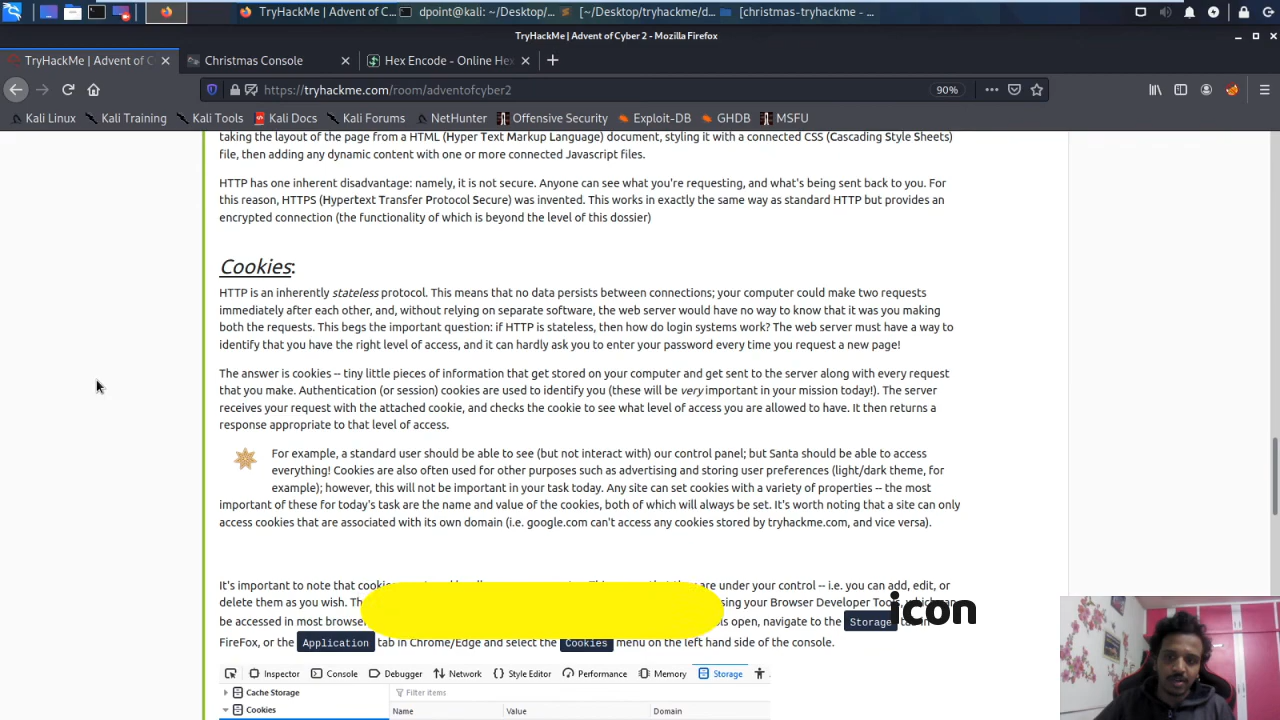 TryHackMe | Advent of C...
dpoint@kali: ~/Desktop/...
[~/Desktop/tryhackme/d...
[christmas-tryhackme - ...
TryHackMe | Advent of Cyber 2 - Mozilla Firefox
TryHackMe | Advent of C
Christmas Console
Hex Encode - Online Hex
https://tryhackme.com/room/adventofcyber2
90%
Kali Linux
Kali Training
Kali Tools
Kali Docs
Kali Forums
NetHunter
Offensive Security
Exploit-DB
GHDB
MSFU
taking the layout of the page from a HTML (Hyper Text Markup Language) document, styling it with a connected CSS (Cascading Style Sheets)
file, then adding any dynamic content with one or more connected Javascript files.
HTTP has one inherent disadvantage: namely, it is not secure. Anyone can see what you're requesting, and what's being sent back to you. For
this reason, HTTPS (Hypertext Transfer Protocol Secure) was invented. This works in exactly the same way as standard HTTP but provides an
encrypted connection (the functionality of which is beyond the level of this dossier)
Cookies:
HTTP is an inherently stateless protocol. This means that no data persists between connections; your computer could make two requests
immediately after each other, and, without relying on separate software, the web server would have no way to know that it was you making
both the requests. This begs the important question: if HTTP is stateless, then how do login systems work? The web server must have a way to
identify that you have the right level of access, and it can hardly ask you to enter your password every time you request a new page!
The answer is cookies -- tiny little pieces of information that get stored on your computer and get sent to the server along with every request
that you make. Authentication (or session) cookies are used to identify you (these will be very important in your mission today!). The server
receives your request with the attached cookie, and checks the cookie to see what level of access you are allowed to have. It then returns a
response appropriate to that level of access.
For example, a standard user should be able to see (but not interact with) our control panel; but Santa should be able to access
everything! Cookies are also often used for other purposes such as advertising and storing user preferences (light/dark theme, for
example); however, this will not be important in your task today. Any site can set cookies with a variety of properties -- the most
important of these for today's task are the name and value of the cookies, both of which will always be set. It's worth noting that a site can only
access cookies that are associated with its own domain (i.e. google.com can't access any cookies stored by tryhackme.com, and vice versa).
It's important to note that are under your control -- i.e. you can add, edit, or
delete them as you wish. using your Browser Developer Tools,
icon
be accessed in most open, navigate to the Storage
FireFox, or the Application tab in Chrome/Edge and select the Cookies menu on the left hand side of the console.
Inspector Console Debugger Network Style Editor Performance Memory Storage
Cache Storage
Filter items
Cookies
Name Value Domain